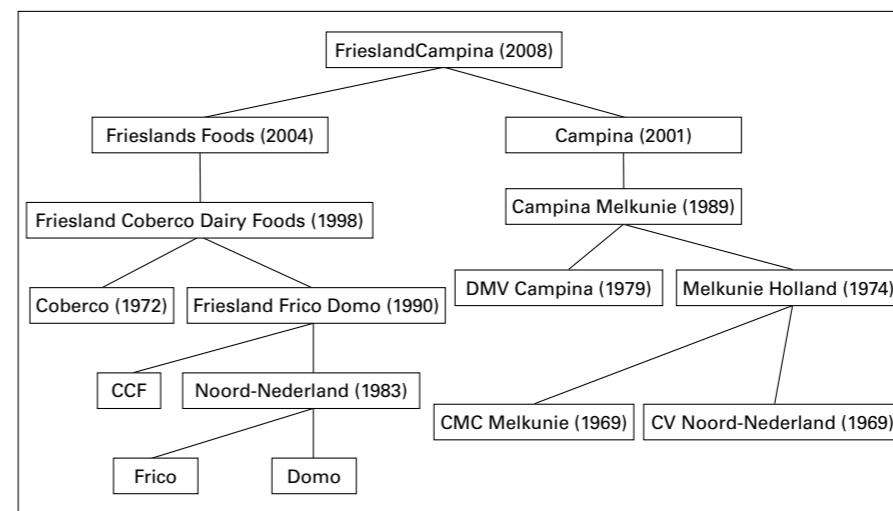 FrieslandCampina (2008)
Frieslands Foods (2004)
Campina (2001)
Friesland Coberco Dairy Foods (1998)
Campina Melkunie (1989)
Coberco (1972)
Friesland Frico Domo (1990)
DMV Campina (1979)
Melkunie Holland (1974)
CCF
Noord-Nederland (1983)
CMC Melkunie (1969)
CV Noord-Nederland (1969)
Frico
Domo